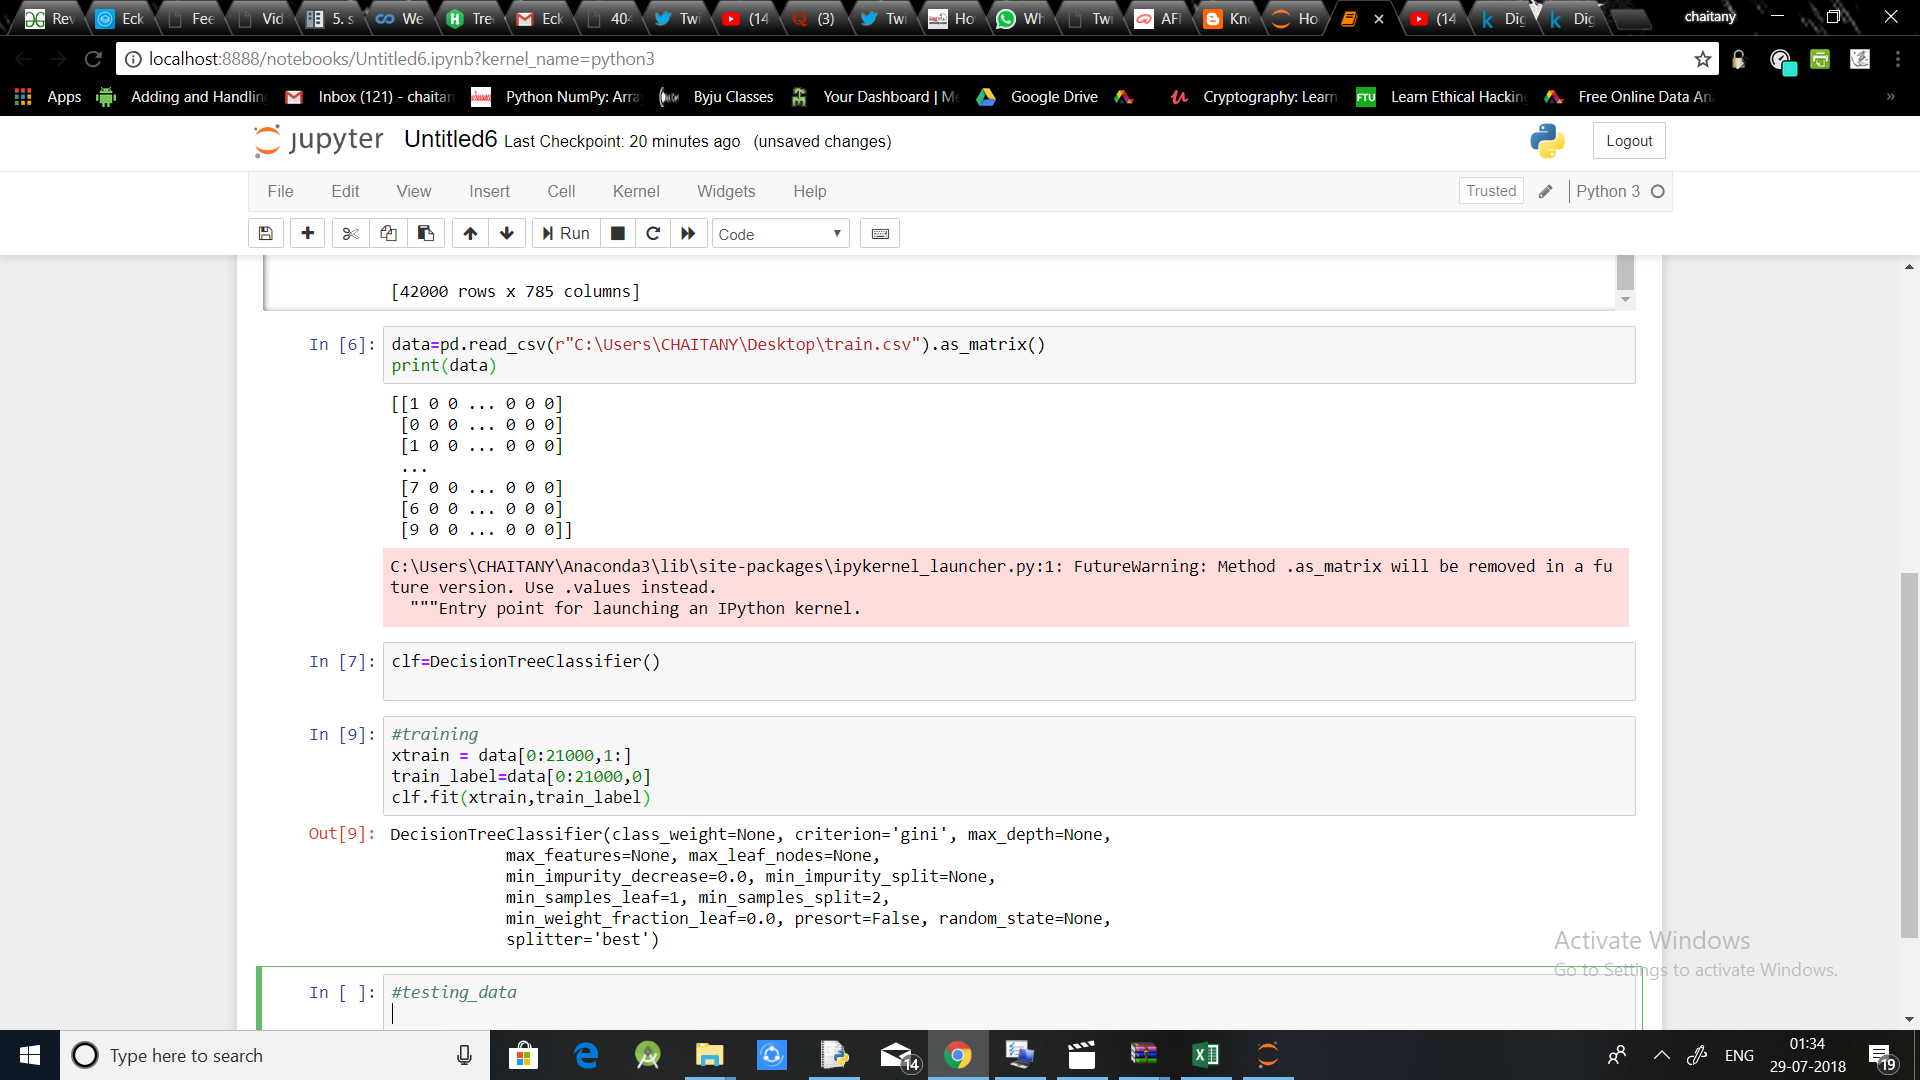 Rev
Eck
Fee
Vid
5. s
We
Tre
Eck
40
Twi
(14
(3)
Twi
Ho
Wh
Twi
AFI
Kn
Ho
(14
Dig
Dig
chaitany
localhost:8888/notebooks/Untitled6.ipynb?kernel_name=python3
Apps
Adding and Handlin
Inbox (121) - chaitan
Python NumPy: Arra
Byju Classes
Your Dashboard | Me
Google Drive
Cryptography: Learn
FTU
Learn Ethical Hacking
Free Online Data An
jupyter Untitled6 Last Checkpoint: 20 minutes ago (unsaved changes)
Logout
File Edit View Insert Cell Kernel Widgets Help
Trusted
Python 3
Run
Code
[42000 rows x 785 columns]
In [6]: data=pd.read_csv(r"C:\Users\CHAITANY\Desktop\train.csv").as_matrix()
print(data)
[[1 0 0 ... 0 0 0]
[0 0 0 ... 0 0 0]
[1 0 0 ... 0 0 0]
...
[7 0 0 ... 0 0 0]
[6 0 0 ... 0 0 0]
[9 0 0 ... 0 0 0]]
C:\Users\CHAITANY\Anaconda3\lib\site-packages\ipykernel_launcher.py:1: FutureWarning: Method .as_matrix will be removed in a fu
ture version. Use .values instead.
"""Entry point for launching an IPython kernel.
In [7]: clf=DecisionTreeClassifier()
In [9]: #training
xtrain = data[0:21000,1:]
train_label=data[0:21000,0]
clf.fit(xtrain,train_label)
Out[9]: DecisionTreeClassifier(class_weight=None, criterion='gini', max_depth=None,
max_features=None, max_leaf_nodes=None,
min_impurity_decrease=0.0, min_impurity_split=None,
min_samples_leaf=1, min_samples_split=2,
min_weight_fraction_leaf=0.0, presort=False, random_state=None,
splitter='best')
Activate Windows
Go to Settings to activate Windows.
In [ ]: #testing_data
Type here to search
14
ENG
01:34
29-07-2018
19